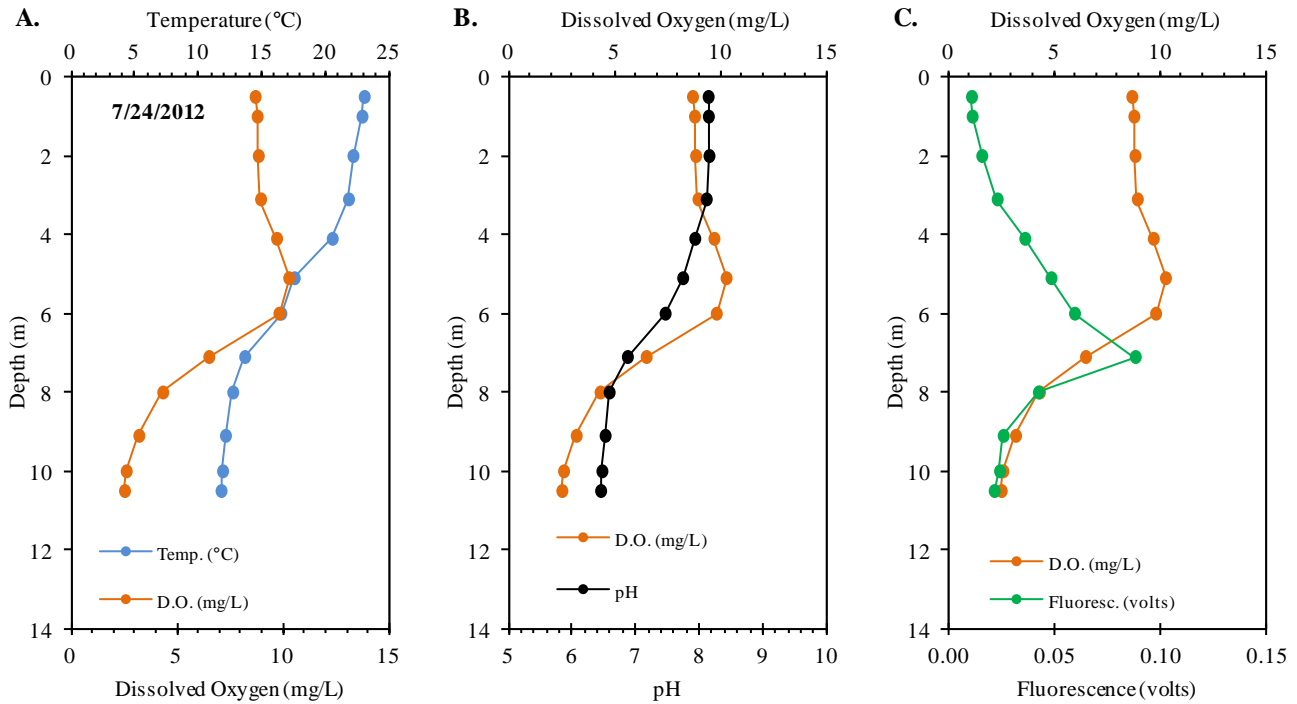 A.
Temperature (°C)
0 5 10 15 20 25
0
2
4
6
8
10
12
14
Depth (m)
7/24/2012
Temp. (°C)
D.O. (mg/L)
0 5 10 15
Dissolved Oxygen (mg/L)
B.
Dissolved Oxygen (mg/L)
0 5 10 15
0
2
4
6
8
10
12
14
Depth (m)
D.O. (mg/L)
pH
5 6 7 8 9 10
pH
C.
Dissolved Oxygen (mg/L)
0 5 10 15
0
2
4
6
8
10
12
14
Depth (m)
D.O. (mg/L)
Fluoresc. (volts)
0.00 0.05 0.10 0.15
Fluorescence (volts)